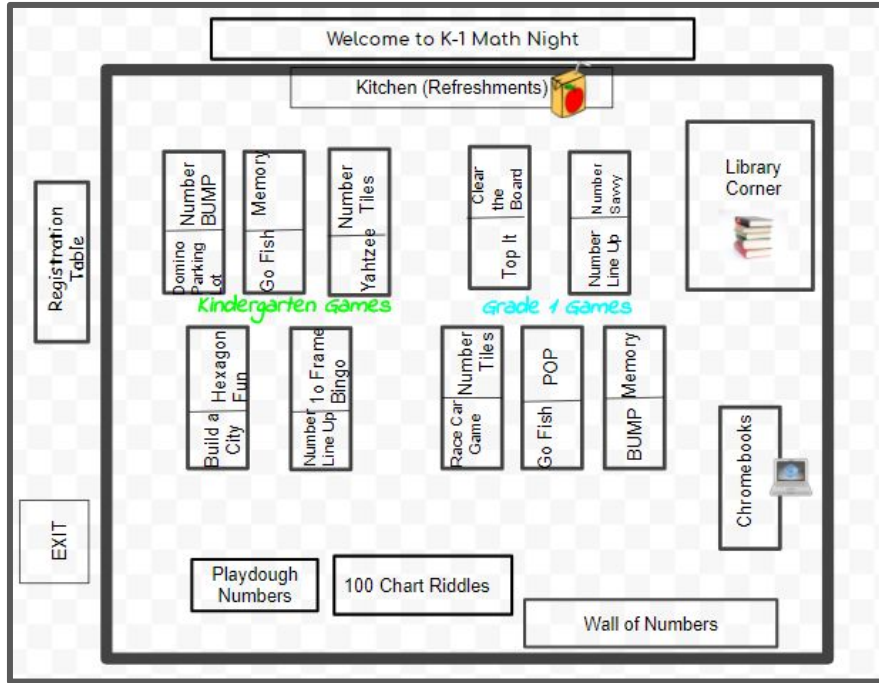 Welcome to K-1 Math Night
Kitchen (Refreshments)
Registration
Table
Number
BUMP
Domino
Parking
Lot
Memory
Go Fish
Number
Tiles
Yahtzee
Clear
the
Board
Top It
Number
Savvy
Number
Line Up
Library
Corner
Kindergarten Games
Grade 1 Games
Hexagon
Fun
Build a
City
1o Frame
Bingo
Number
Line Up
Number
Tiles
Race Car
Game
POP
Go Fish
Memory
BUMP
Chromebooks
EXIT
Playdough
Numbers
100 Chart Riddles
Wall of Numbers